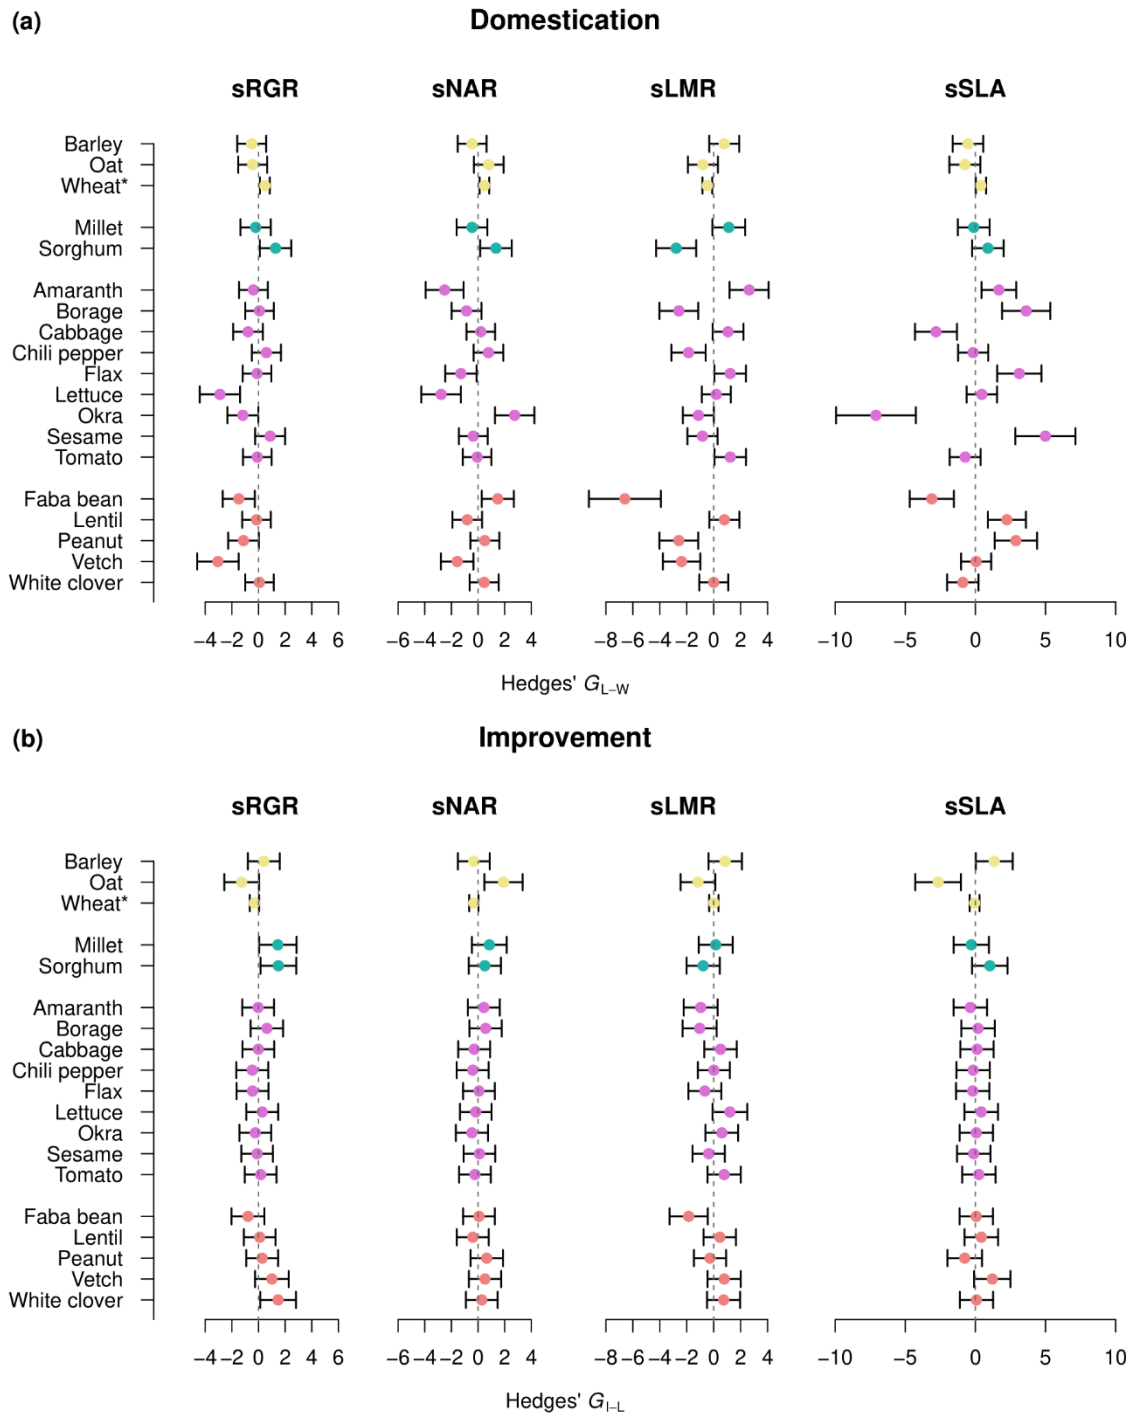 (a) Domestication
sRGR sNAR sLMR sSLA
Barley
Oat
Wheat*
Millet
Sorghum
Amaranth
Borage
Cabbage
Chili pepper
Flax
Lettuce
Okra
Sesame
Tomato
Faba bean
Lentil
Peanut
Vetch
White clover
−4 −2 0 2 4 6 −6 −4 −2 0 2 4 −8 −6 −4 −2 0 2 4 −10 −5 0 5 10
Hedges' G L−W
(b) Improvement
sRGR sNAR sLMR sSLA
Barley
Oat
Wheat*
Millet
Sorghum
Amaranth
Borage
Cabbage
Chili pepper
Flax
Lettuce
Okra
Sesame
Tomato
Faba bean
Lentil
Peanut
Vetch
White clover
−4 −2 0 2 4 6 −6 −4 −2 0 2 4 −8 −6 −4 −2 0 2 4 −10 −5 0 5 10
Hedges' G I−L